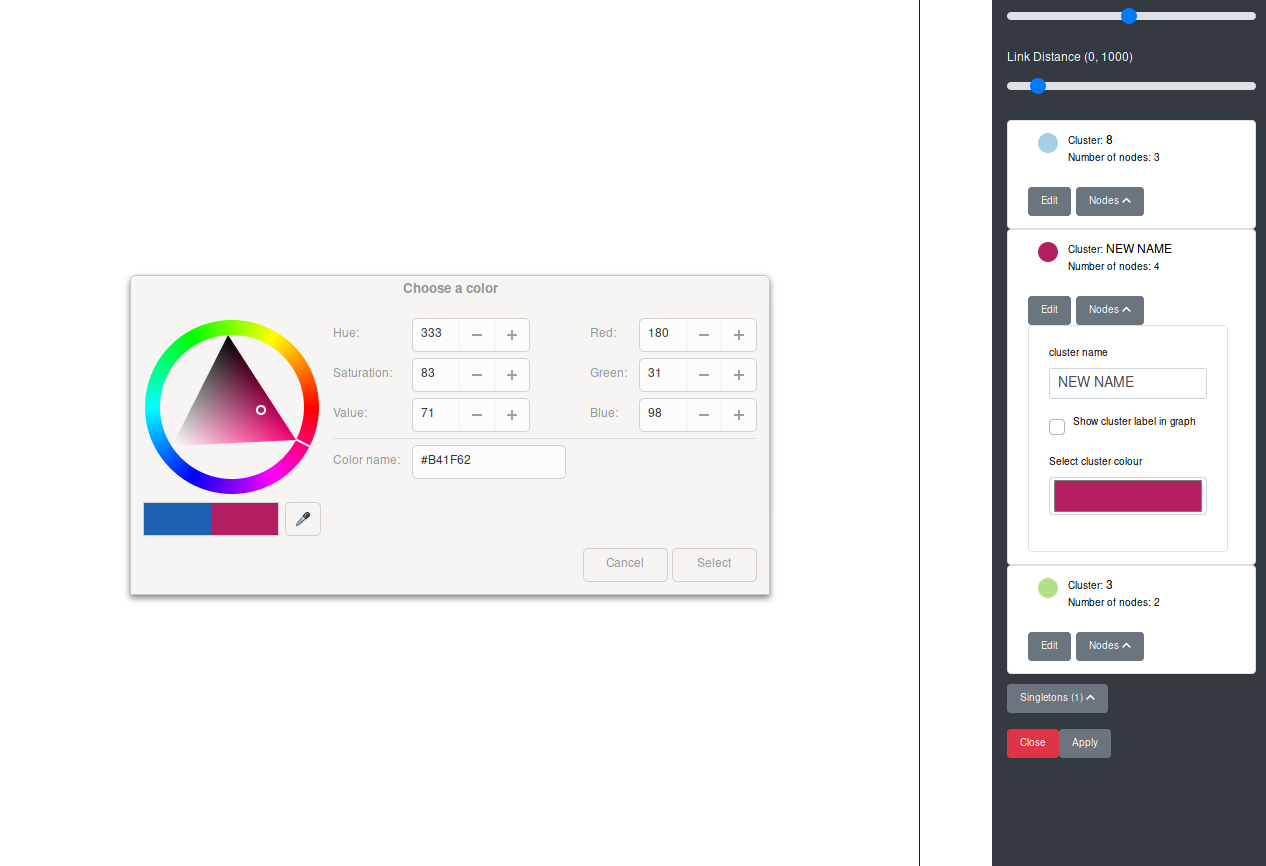 Link Distance (0, 1000)
Cluster: 8
Number of nodes: 3
Edit Nodes
Cluster: NEW NAME
Number of nodes: 4
Edit Nodes
cluster name
NEW NAME
Show cluster label in graph
Select cluster colour
Cluster: 3
Number of nodes: 2
Edit Nodes
Singletons (1)
Close Apply
Choose a color
Hue: 333 Red: 180
Saturation: 83 Green: 31
Value: 71 Blue: 98
Color name: #B41F62
Cancel Select